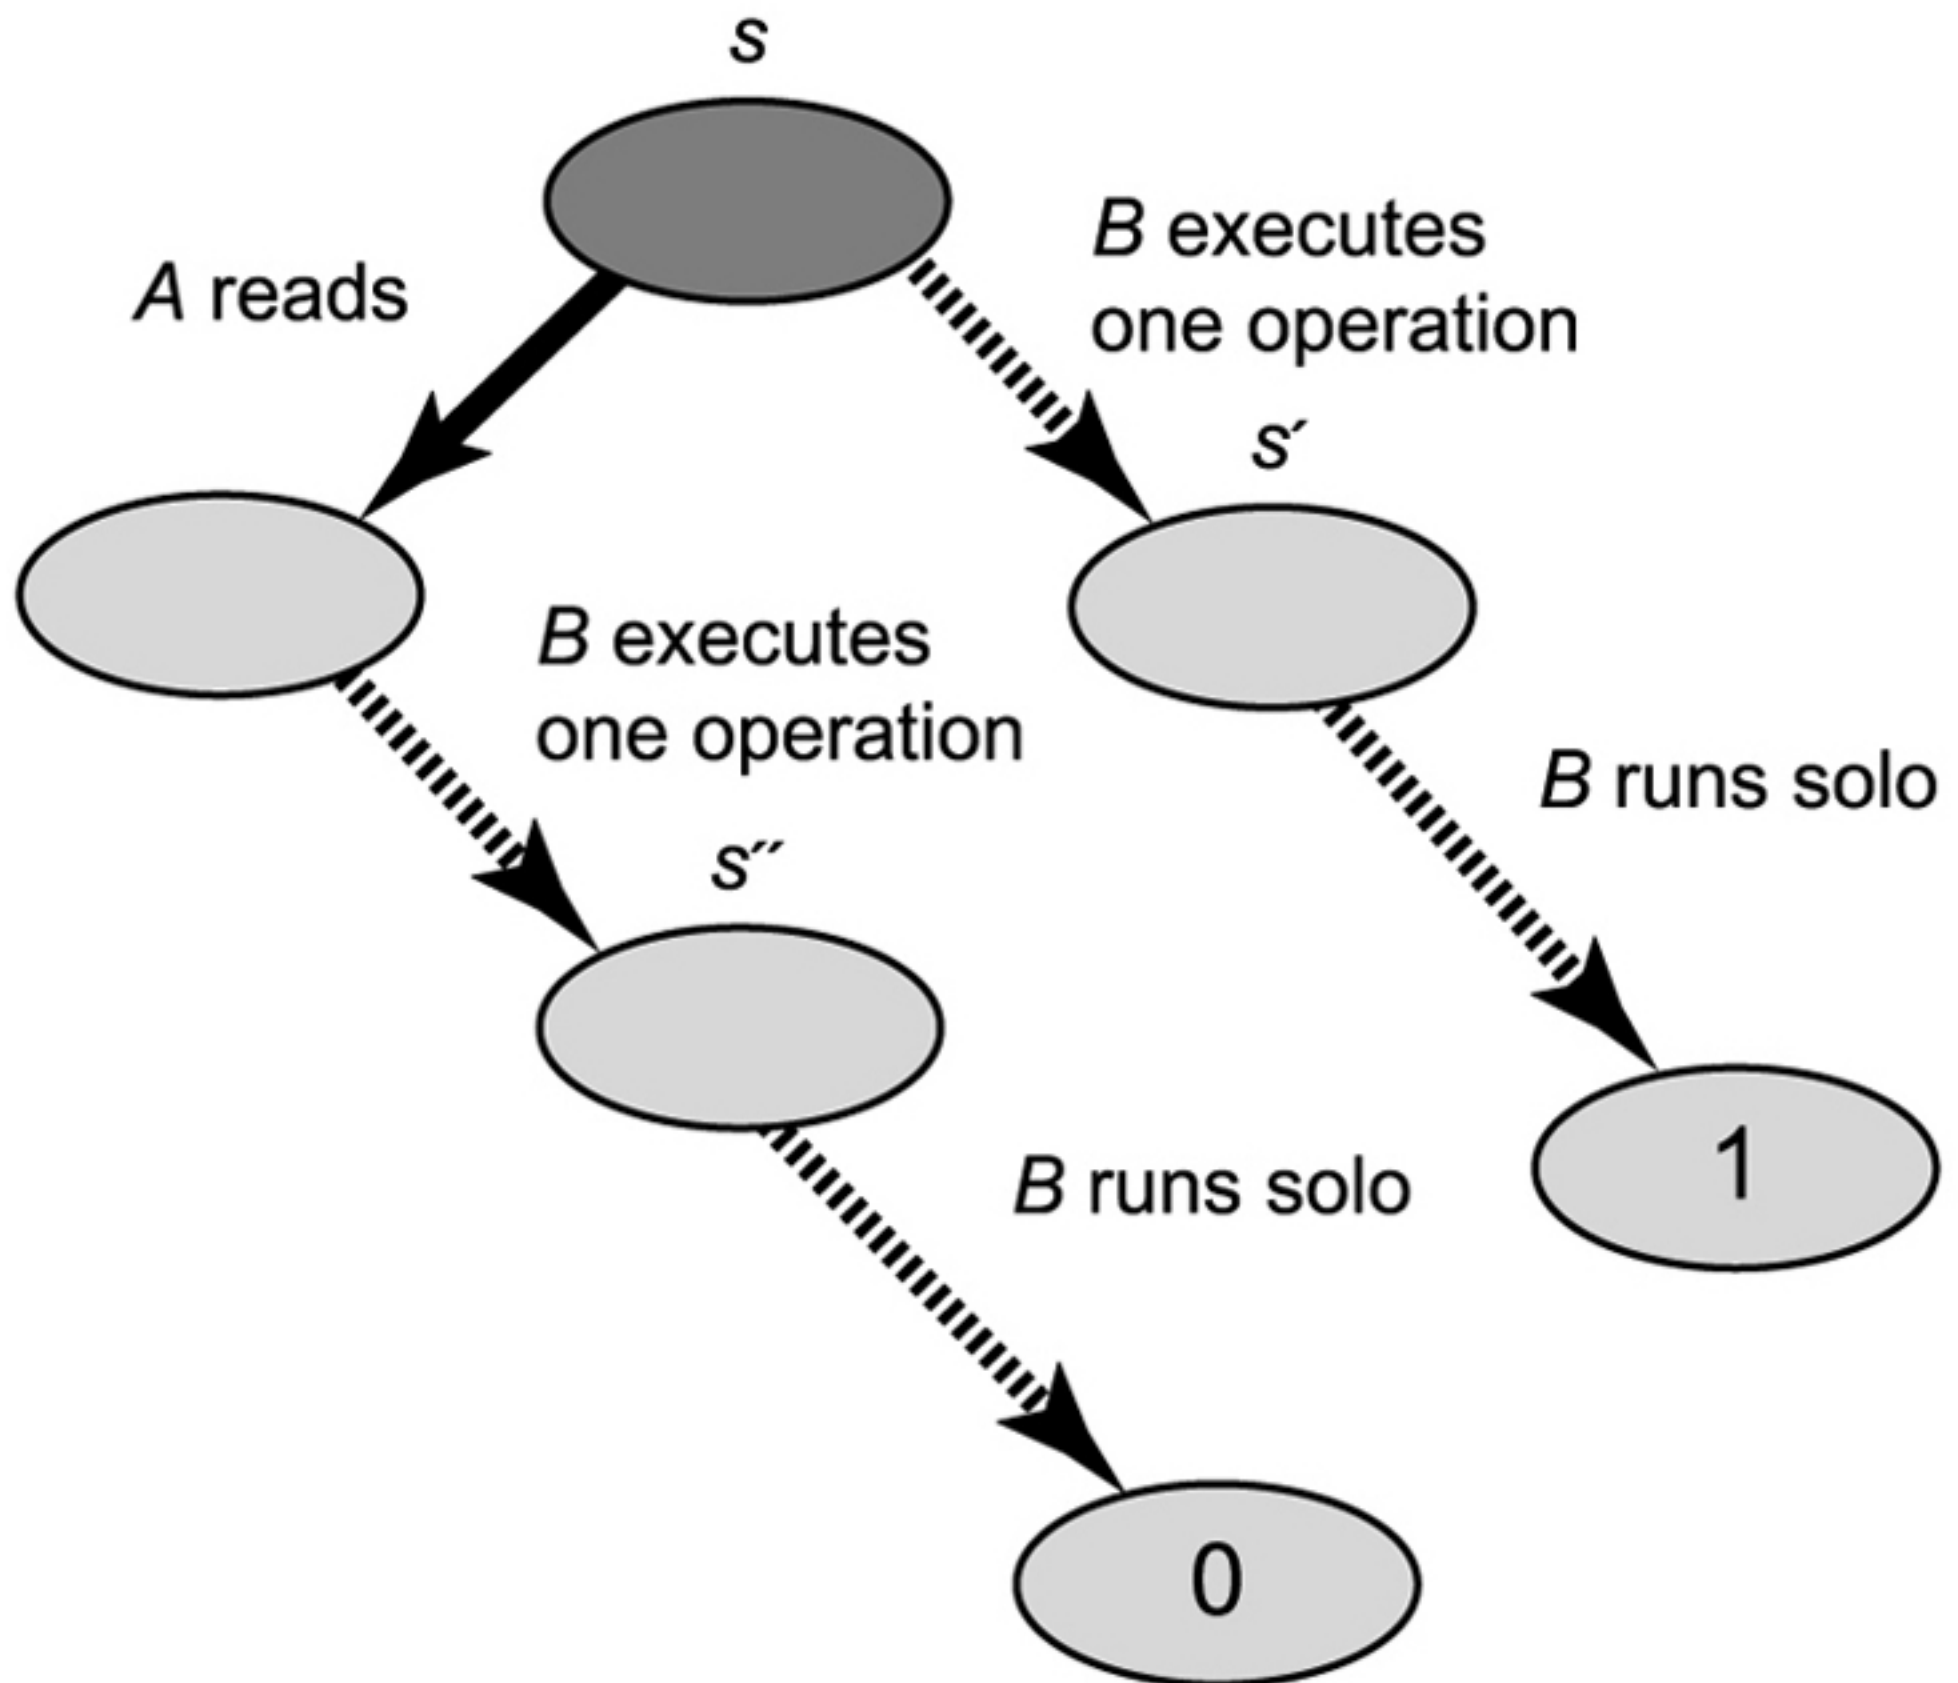 s
A reads
B executes
one operation
s′
B executes
one operation
s″
B runs solo
1
B runs solo
0